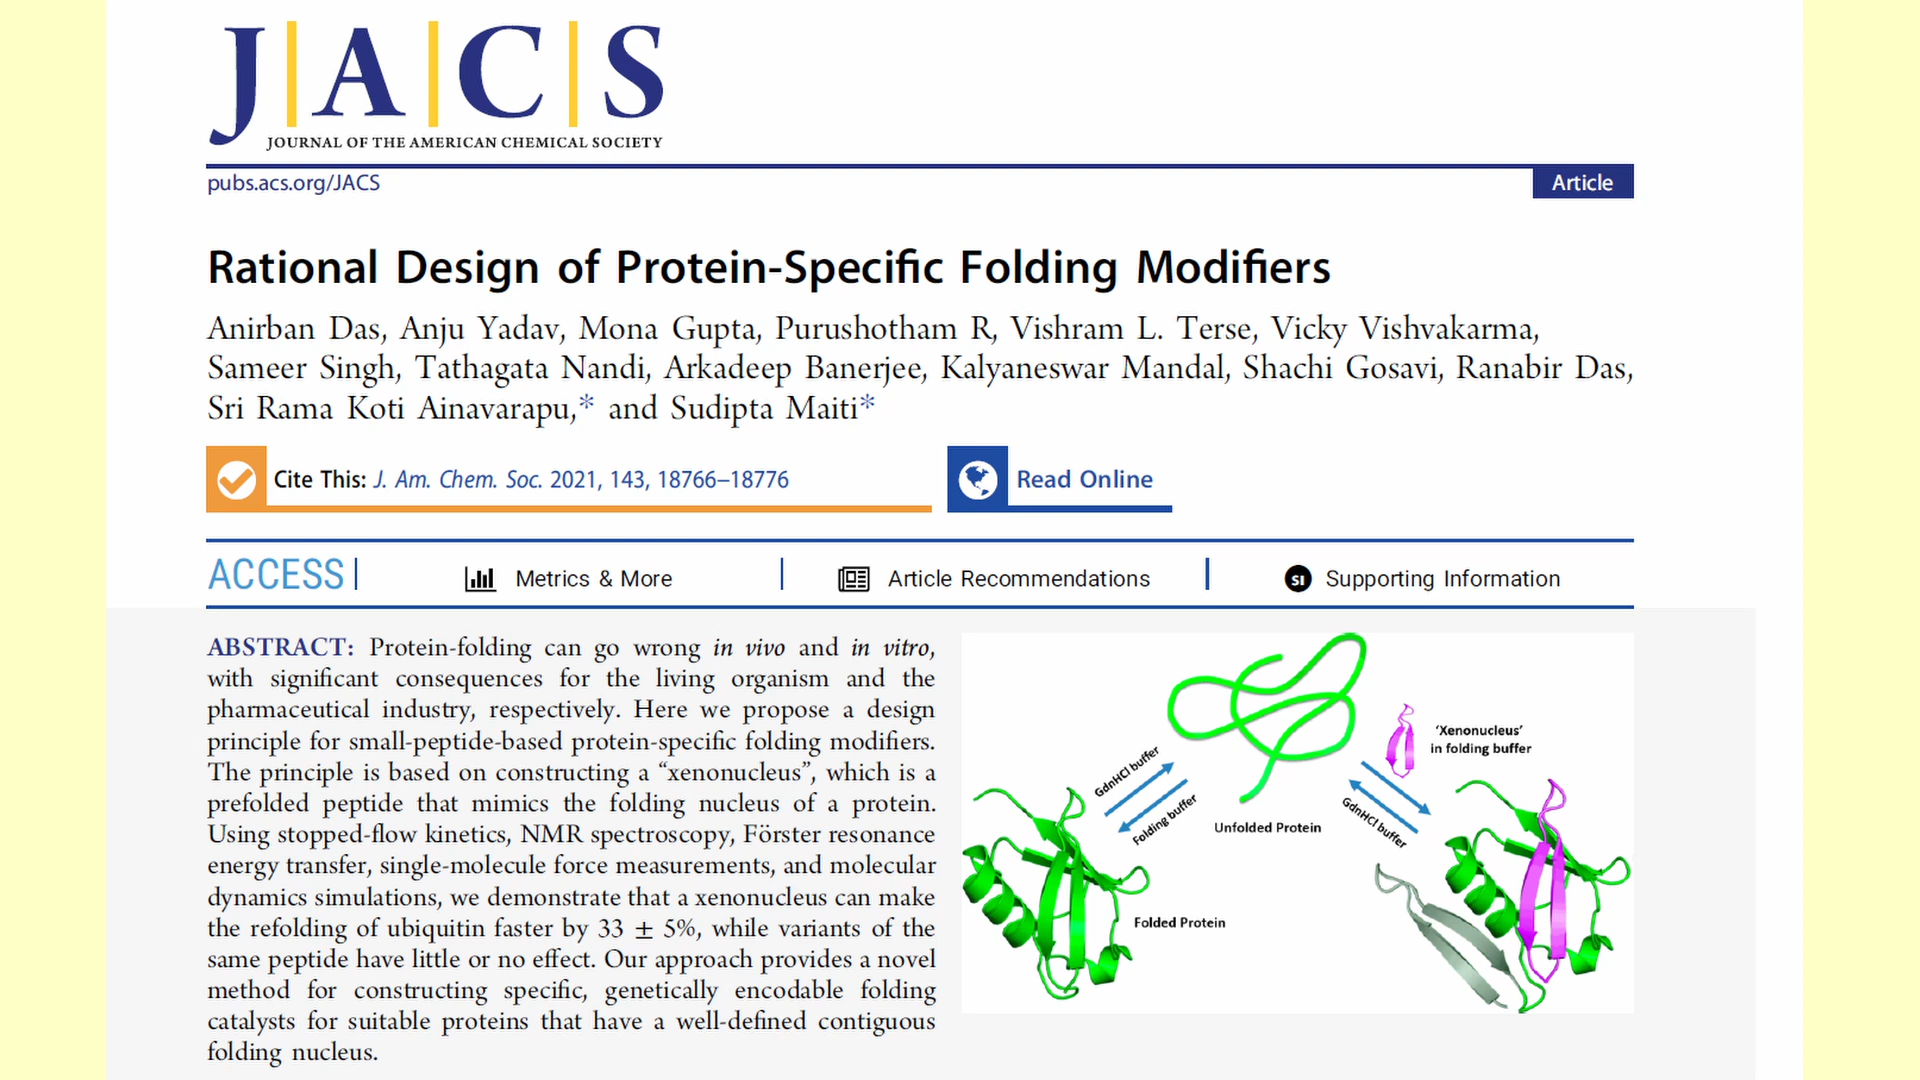 J|A|C|S
JOURNAL OF THE AMERICAN CHEMICAL SOCIETY
pubs.acs.org/JACS
Article
Rational Design of Protein-Specific Folding Modifiers
Anirban Das, Anju Yadav, Mona Gupta, Purushotham R, Vishram L. Terse, Vicky Vishvakarma,
Sameer Singh, Tathagata Nandi, Arkadeep Banerjee, Kalyaneswar Mandal, Shachi Gosavi, Ranabir Das,
Sri Rama Koti Ainavarapu,* and Sudipta Maiti*
Cite This: J. Am. Chem. Soc. 2021, 143, 18766–18776
Read Online
ACCESS
Metrics & More
Article Recommendations
SI Supporting Information
ABSTRACT: Protein-folding can go wrong in vivo and in vitro,
with significant consequences for the living organism and the
pharmaceutical industry, respectively. Here we propose a design
principle for small-peptide-based protein-specific folding modifiers.
The principle is based on constructing a “xenonucleus”, which is a
prefolded peptide that mimics the folding nucleus of a protein.
Using stopped-flow kinetics, NMR spectroscopy, Förster resonance
energy transfer, single-molecule force measurements, and molecular
dynamics simulations, we demonstrate that a xenonucleus can make
the refolding of ubiquitin faster by 33 ± 5%, while variants of the
same peptide have little or no effect. Our approach provides a novel
method for constructing specific, genetically encodable folding
catalysts for suitable proteins that have a well-defined contiguous
folding nucleus.
‘Xenonucleus’
in folding buffer
GdnHCl buffer
Folding buffer
GdnHCl buffer
Unfolded Protein
Folded Protein